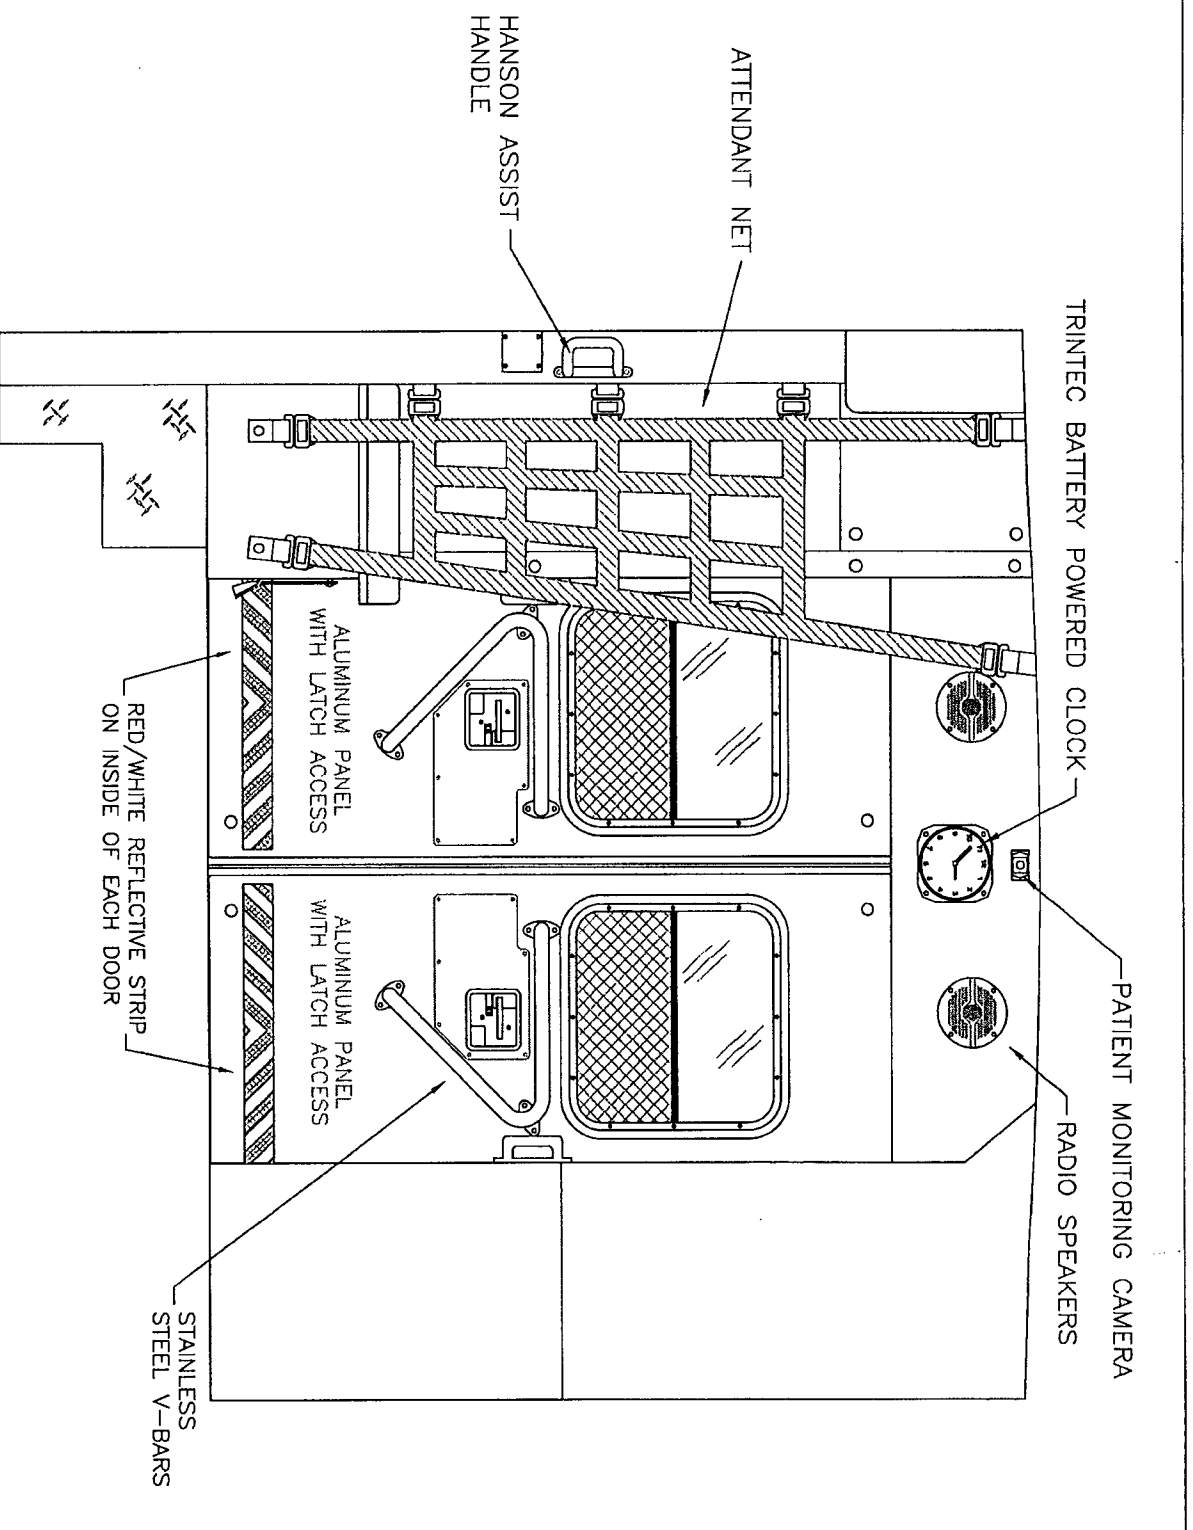 TRINTEC BATTERY POWERED CLOCK
PATIENT MONITORING CAMERA
RADIO SPEAKERS
ATTENDANT NET
HANSON ASSIST
HANDLE
ALUMINUM PANEL
WITH LATCH ACCESS
ALUMINUM PANEL
WITH LATCH ACCESS
RED/WHITE REFLECTIVE STRIP
ON INSIDE OF EACH DOOR
STAINLESS
STEEL V-BARS